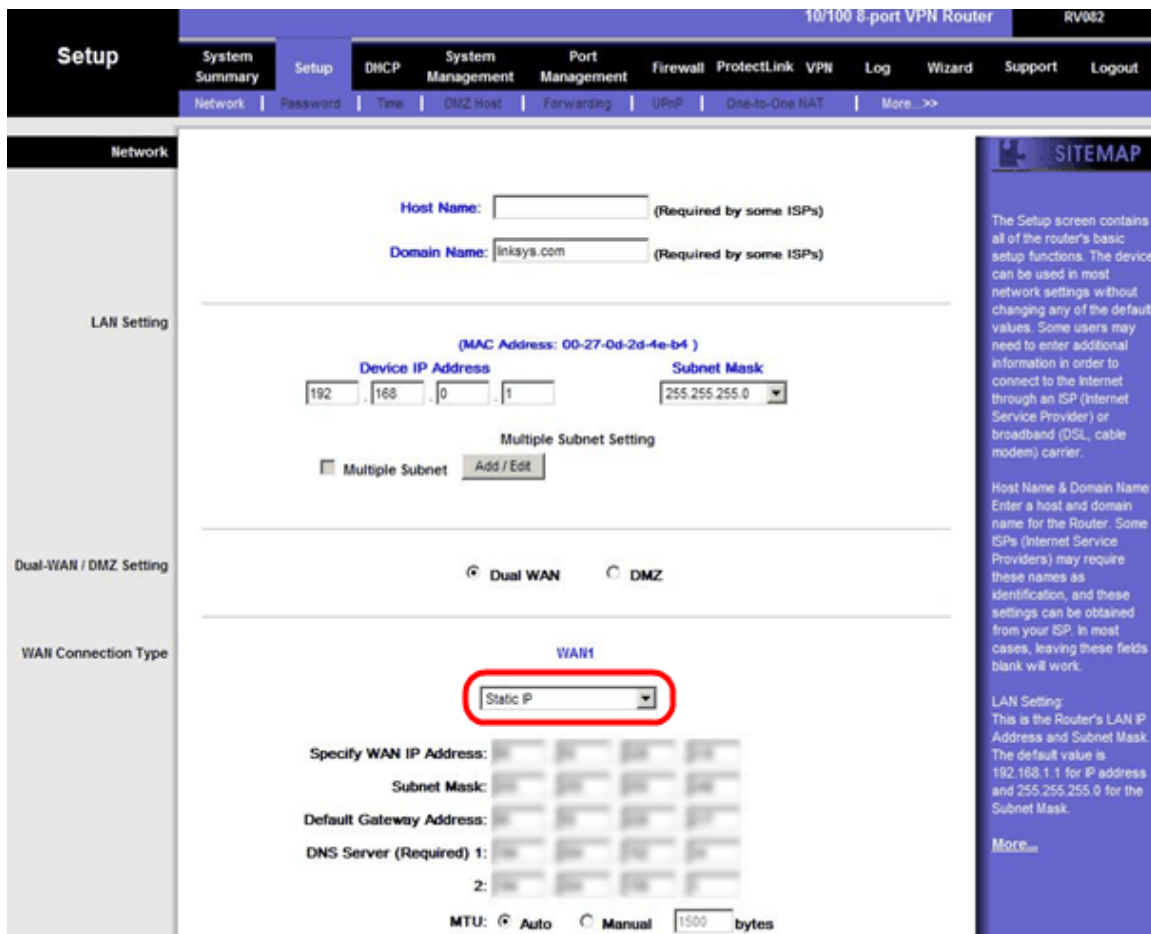 10/100 8-port VPN Router RV082
Setup
System Summary Setup DHCP System Management Port Management Firewall ProtectLink VPN Log Wizard Support Logout
Network | Password | Time | DMZ Host | Forwarding | UPnP | One-to-One NAT | More...>>
Network
SITEMAP
Host Name: (Required by some ISPs)
Domain Name: linksys.com (Required by some ISPs)
LAN Setting
(MAC Address: 00-27-0d-2d-4e-b4 )
Device IP Address Subnet Mask
192 . 168 . 0 . 1 255.255.255.0
Multiple Subnet Setting
Multiple Subnet Add / Edit
Dual-WAN / DMZ Setting
Dual WAN DMZ
WAN Connection Type
WAN1
Static IP
Specify WAN IP Address:
Subnet Mask:
Default Gateway Address:
DNS Server (Required) 1:
2:
MTU: Auto Manual 1500 bytes
The Setup screen contains
all of the router's basic
setup functions. The device
can be used in most
network settings without
changing any of the default
values. Some users may
need to enter additional
information in order to
connect to the Internet
through an ISP (Internet
Service Provider) or
broadband (DSL, cable
modem) carrier.
Host Name & Domain Name:
Enter a host and domain
name for the Router. Some
ISPs (Internet Service
Providers) may require
these names as
identification, and these
settings can be obtained
from your ISP. In most
cases, leaving these fields
blank will work.
LAN Setting:
This is the Router's LAN IP
Address and Subnet Mask.
The default value is
192.168.1.1 for IP address
and 255.255.255.0 for the
Subnet Mask.
More...